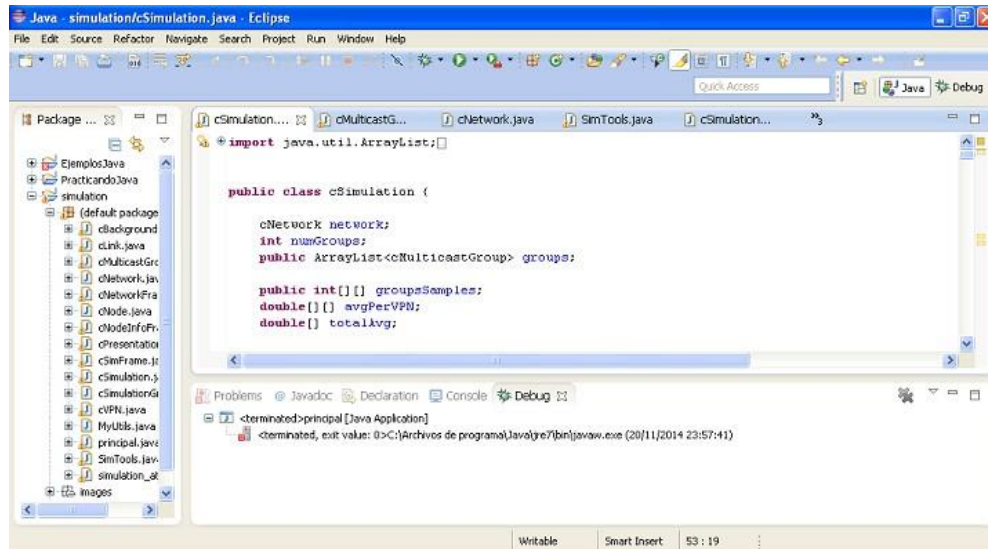 Java - simulation/cSimulation.java - Eclipse
File Edit Source Refactor Navigate Search Project Run Window Help
Quick Access
Java
Debug
Package ...
EjemplosJava
PracticandoJava
simulation
(default package
cBackground
cLink.java
cMulticastGrc
cNetwork.jav
cNetworkFra
cNode.java
cNodeInfoFr
cPresentation
cSimFrame.ja
cSimulation.j
cSimulationGr
cVPN.java
MyUtils.java
principal.java
SimTools.jav
simulation_at
images
cSimulation....
cMulticastG...
cNetwork.java
SimTools.java
cSimulation...
»3
import java.util.ArrayList;
public class cSimulation {
cNetwork network;
int numGroups;
public ArrayList<cMulticastGroup> groups;
public int[][] groupsSamples;
double[][] avgPerVPN;
double[] totalAvg;
Problems @ Javadoc Declaration Console Debug
<terminated>principal [Java Application]
<terminated, exit value: 0>C:\Archivos de programa\Java\jre7\bin\javaw.exe (20/11/2014 23:57:41)
Writable Smart Insert 53 : 19